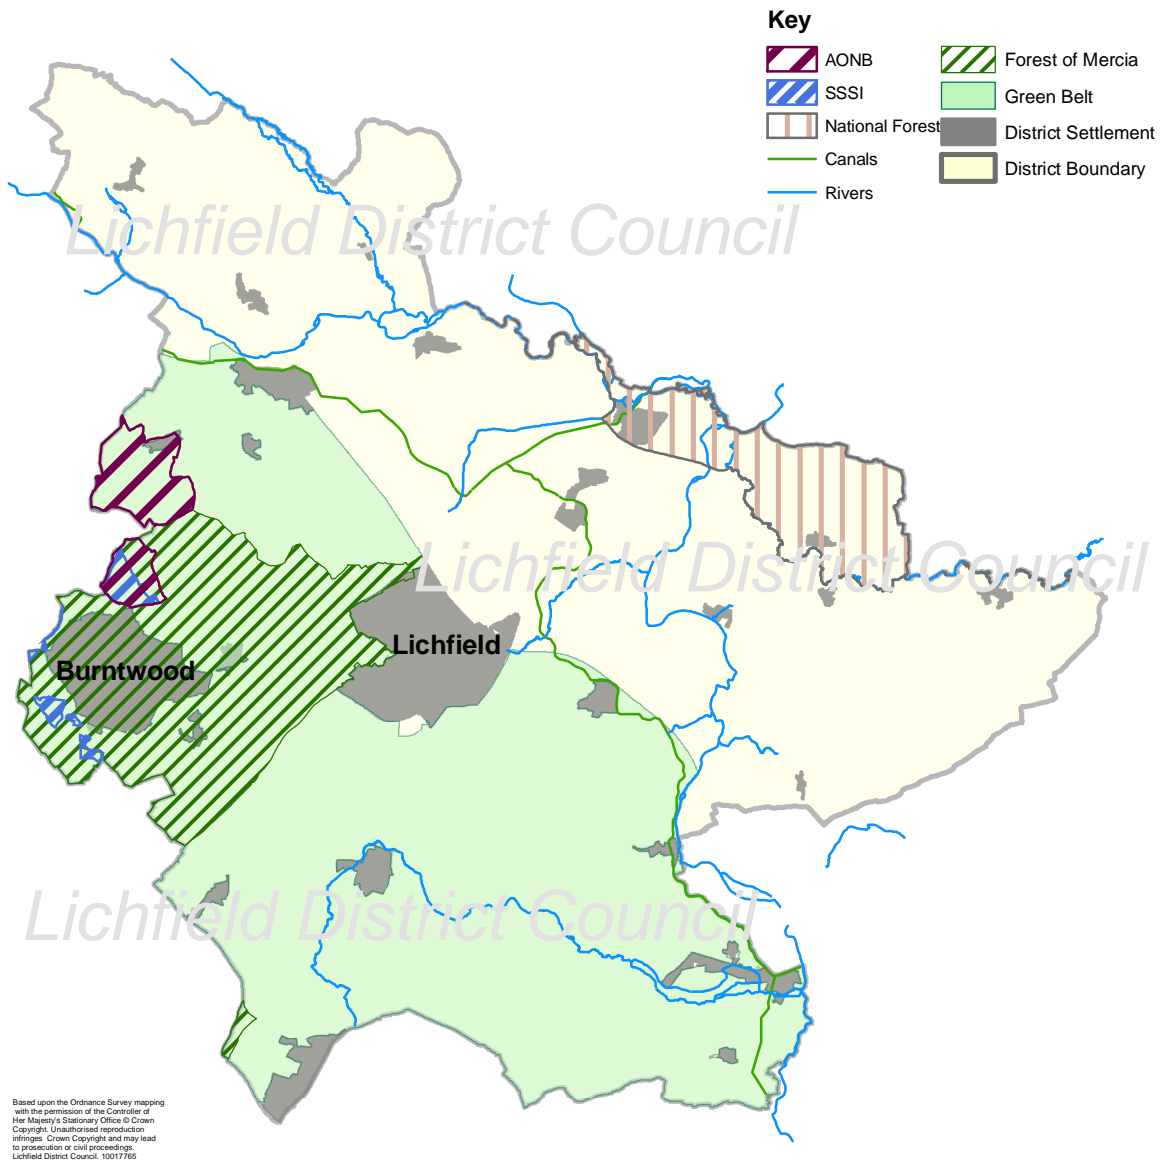 Key
AONB
SSSI
National Forest
Canals
Rivers
Forest of Mercia
Green Belt
District Settlement
District Boundary
Lichfield District Council
Lichfield District Council
Lichfield
Burntwood
Lichfield District Council
Based upon the Ordnance Survey mapping
with the permission of the Controller of
Her Majesty's Stationary Office © Crown
Copyright. Unauthorised reproduction
infringes Crown Copyright and may lead
to prosecution or civil proceedings.
Lichfield District Council. 10017765